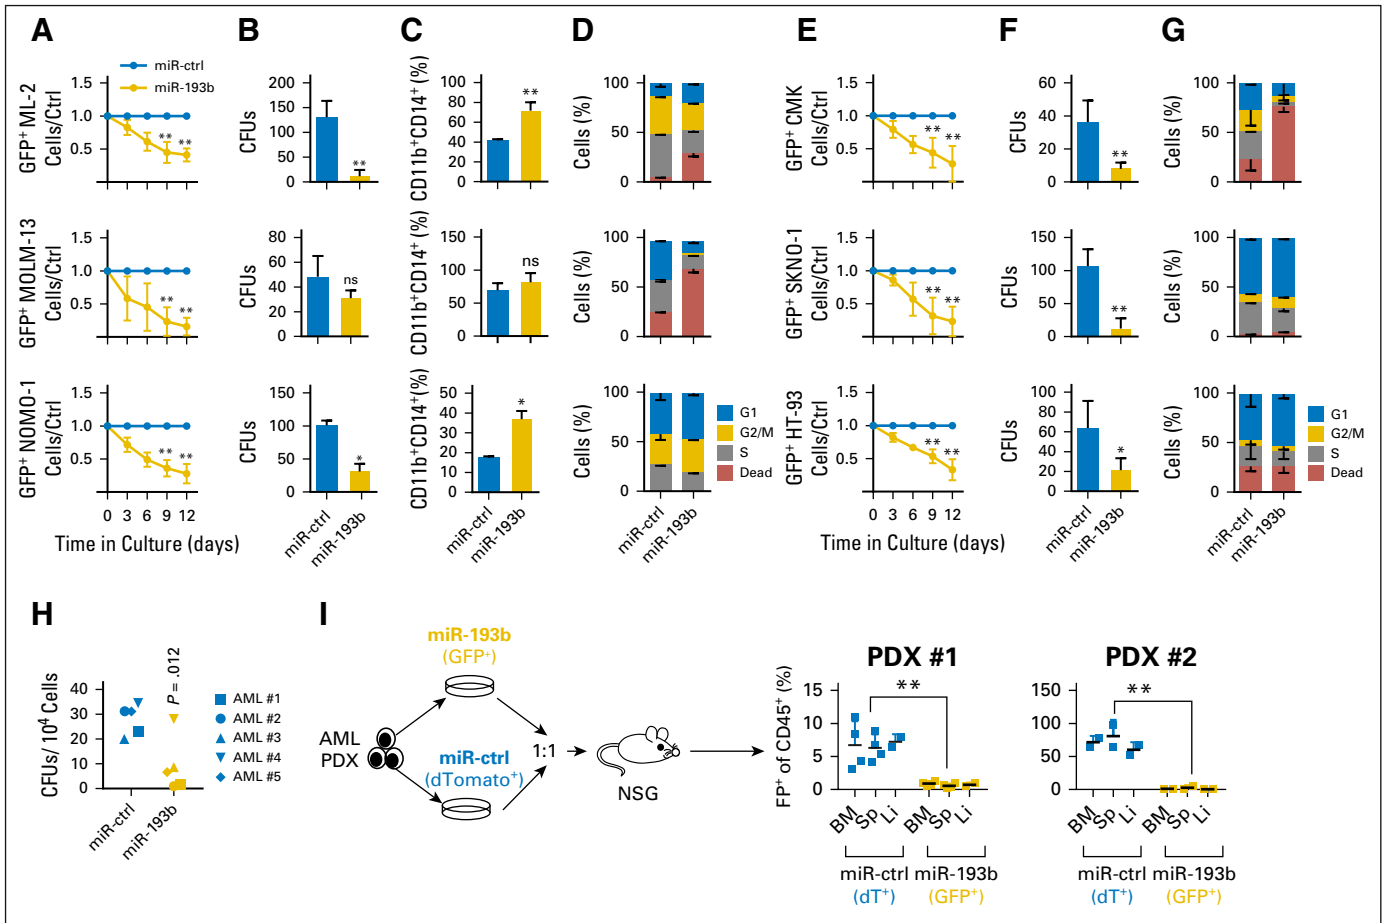 A
B
C
D
E
F
G
miR-ctrl
miR-193b
GFP⁺ ML-2
Cells/Ctrl
1.5
1.0
0.5
CFUs
200
150
100
50
0
**
**
**
CD11b⁺CD14⁺ (%)
100
80
60
40
20
0
**
Cells (%)
100
50
0
GFP⁺ CMK
Cells/Ctrl
1.5
1.0
0.5
**
**
CFUs
60
40
20
0
**
Cells (%)
100
50
0
GFP⁺ MOLM-13
Cells/Ctrl
1.5
1.0
0.5
**
**
CFUs
80
60
40
20
0
ns
CD11b⁺CD14⁺ (%)
150
100
50
0
ns
Cells (%)
100
50
0
GFP⁺ SKNO-1
Cells/Ctrl
1.5
1.0
0.5
**
**
CFUs
150
100
50
0
**
Cells (%)
100
50
0
GFP⁺ NOMO-1
Cells/Ctrl
1.5
1.0
0.5
**
**
0 3 6 9 12
Time in Culture (days)
CFUs
150
100
50
0
*
miR-ctrl
miR-193b
CD11b⁺CD14⁺ (%)
50
40
30
20
10
0
*
miR-ctrl
miR-193b
Cells (%)
100
50
0
miR-ctrl
miR-193b
G1
G2/M
S
Dead
GFP⁺ HT-93
Cells/Ctrl
1.5
1.0
0.5
**
**
0 3 6 9 12
Time in Culture (days)
CFUs
100
80
60
40
20
0
*
miR-ctrl
miR-193b
Cells (%)
100
50
0
miR-ctrl
miR-193b
G1
G2/M
S
Dead
H
CFUs/ 10⁴ Cells
40
30
20
10
0
P = .012
miR-ctrl
miR-193b
AML #1
AML #2
AML #3
AML #4
AML #5
I
AML
PDX
miR-193b
(GFP⁺)
miR-ctrl
(dTomato⁺)
1:1
NSG
PDX #1
FP⁺ of CD45⁺ (%)
15
10
5
0
**
BM Sp Li BM Sp Li
miR-ctrl miR-193b
(dT⁺) (GFP⁺)
PDX #2
150
100
50
0
**
BM Sp Li BM Sp Li
miR-ctrl miR-193b
(dT⁺) (GFP⁺)